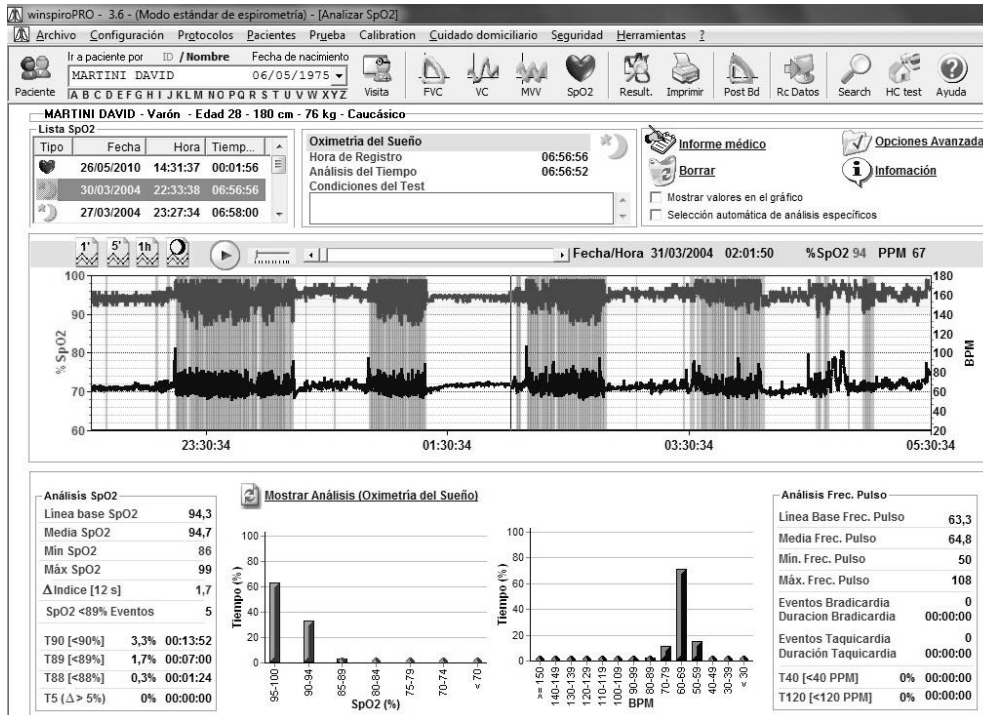 winspiroPRO - 3.6 - (Modo estándar de espirometría) - [Analizar SpO2]
Archivo Configuración Protocolos Pacientes Prueba Calibration Cuidado domiciliario Seguridad Herramientas ?
Ir a paciente por ID / Nombre Fecha de nacimiento
MARTINI DAVID 06/05/1975
A B C D E F G H I J K L M N O P Q R S T U V W X Y Z
Paciente Visita FVC VC MVV SpO2 Result. Imprimir Post Bd Rc Datos Search HC test Ayuda
MARTINI DAVID - Varón - Edad 28 - 180 cm - 76 kg - Caucásico
Lista SpO2
Tipo Fecha Hora Tiemp...
26/05/2010 14:31:37 00:01:56
30/03/2004 22:33:38 06:56:56
27/03/2004 23:27:34 06:58:00
Oximetría del Sueño
Hora de Registro 06:56:56
Análisis del Tiempo 06:56:52
Condiciones del Test
Informe médico
Opciones Avanzada
Borrar
Infomación
Mostrar valores en el gráfico
Selección automática de análisis específicos
1' 5' 1h
Fecha/Hora 31/03/2004 02:01:50 %SpO2 94 PPM 67
% SpO2
100
90
80
70
60
180
160
140
120
100
80
60
40
20
BPM
23:30:34 01:30:34 03:30:34 05:30:34
Análisis SpO2
Línea base SpO2 94,3
Media SpO2 94,7
Mín SpO2 86
Máx SpO2 99
Δ Indice [12 s] 1,7
SpO2 <89% Eventos 5
T90 [<90%] 3,3% 00:13:52
T89 [<89%] 1,7% 00:07:00
T88 [<88%] 0,3% 00:01:24
T5 (Δ > 5%) 0% 00:00:00
Mostrar Análisis (Oximetría del Sueño)
Tiempo (%)
100
80
60
40
20
0
95-100 90-94 85-89 80-84 75-79 70-74 < 70
SpO2 (%)
Tiempo (%)
100
80
60
40
20
0
>= 150 140-149 130-139 120-129 110-119 100-109 90-99 80-89 70-79 60-69 50-59 40-49 30-39 < 30
BPM
Análisis Frec. Pulso
Línea Base Frec. Pulso 63,3
Media Frec. Pulso 64,8
Mín. Frec. Pulso 50
Máx. Frec. Pulso 108
Eventos Bradicardia 0
Duracion Bradicardia 00:00:00
Eventos Taquicardia 0
Duración Taquicardia 00:00:00
T40 [<40 PPM] 0% 00:00:00
T120 [<120 PPM] 0% 00:00:00